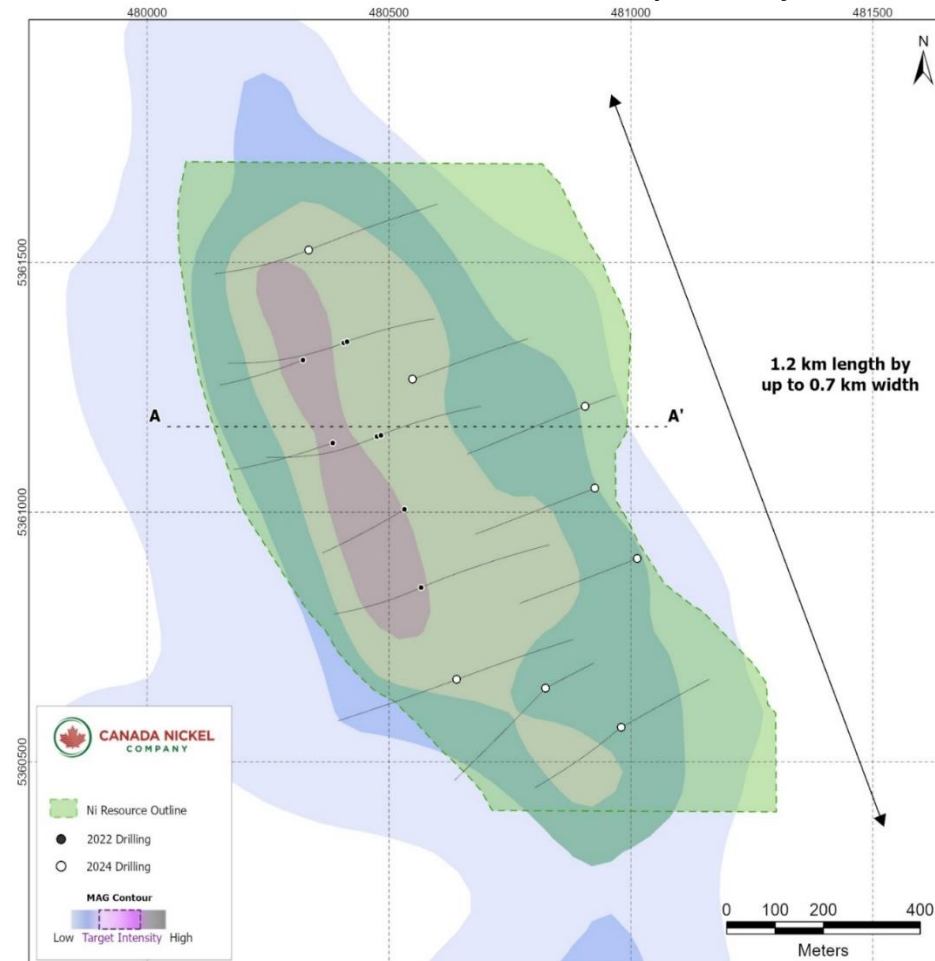 480000 480500 481000 481500
N
5361500
1.2 km length by
up to 0.7 km width
A A'
5361000
5360500
CANADA NICKEL
COMPANY
Ni Resource Outline
2022 Drilling
2024 Drilling
MAG Contour
Low Target Intensity High
0 100 200 400
Meters